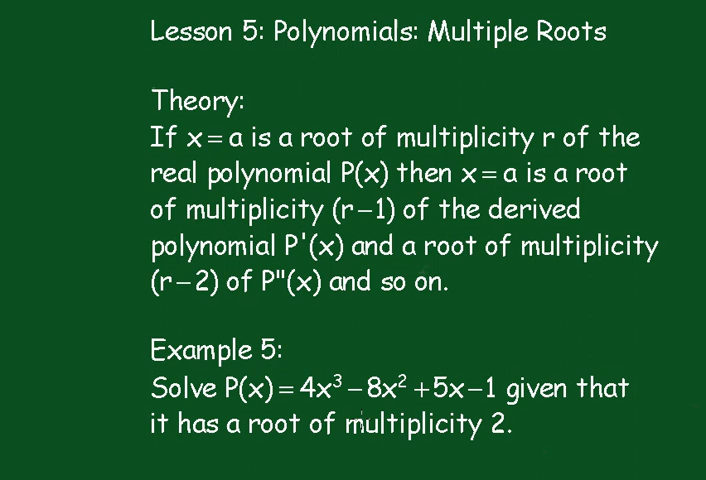 Lesson 5: Polynomials: Multiple Roots
Theory:
If x = a is a root of multiplicity r of the
real polynomial P(x) then x = a is a root
of multiplicity (r – 1) of the derived
polynomial P'(x) and a root of multiplicity
(r – 2) of P"(x) and so on.
Example 5:
Solve P(x) = 4x³ – 8x² + 5x – 1 given that
it has a root of multiplicity 2.